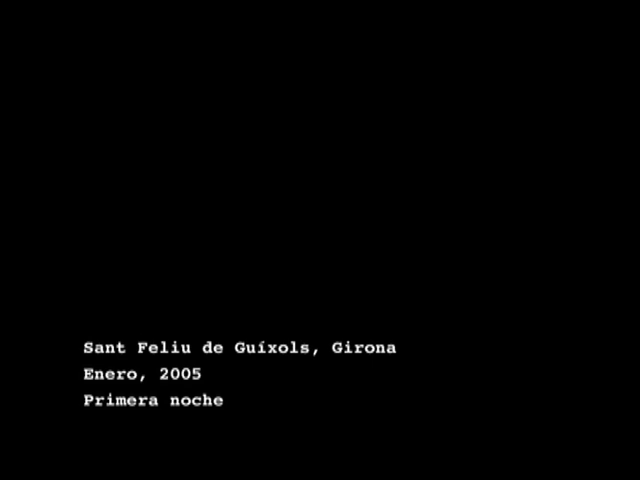 Sant Feliu de Guíxols, Girona
Enero, 2005
Primera noche